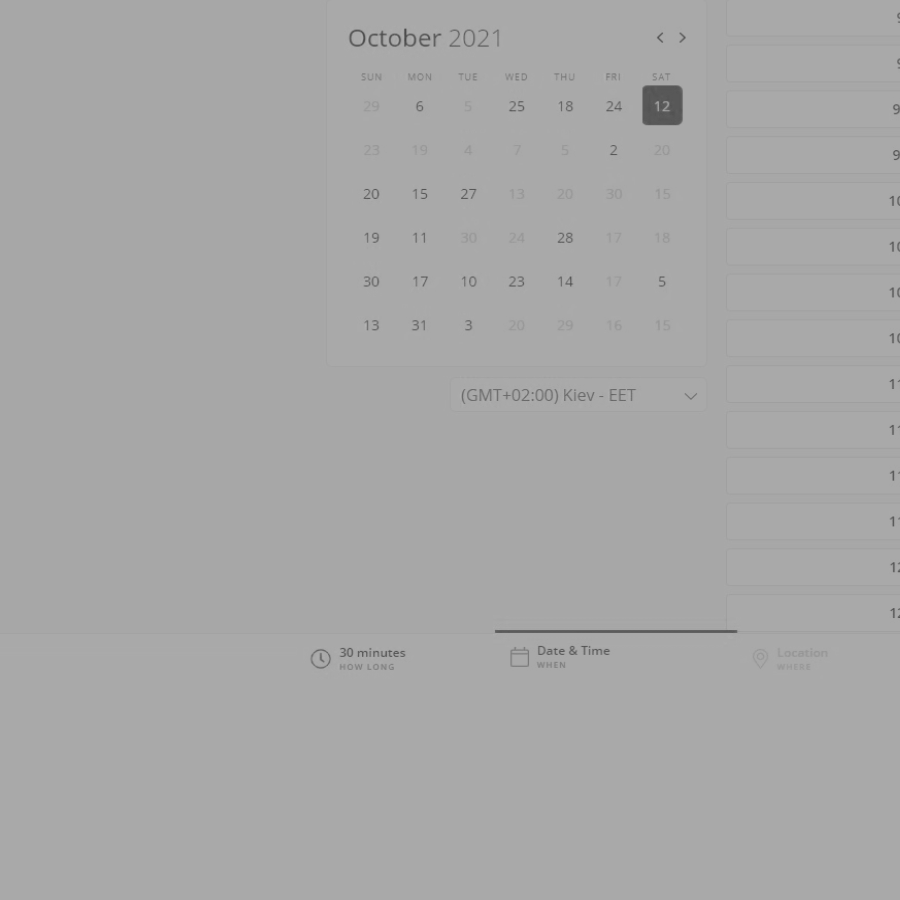 October 2021
SUN MON TUE WED THU FRI SAT
29 6 5 25 18 24 12
23 19 4 7 5 2 20
20 15 27 13 20 30 15
19 11 30 24 28 17 18
30 17 10 23 14 17 5
13 31 3 20 29 16 15
(GMT+02:00) Kiev - EET
9
9
9
9
10
10
10
10
11
11
11
11
12
12
30 minutes
HOW LONG
Date & Time
WHEN
Location
WHERE